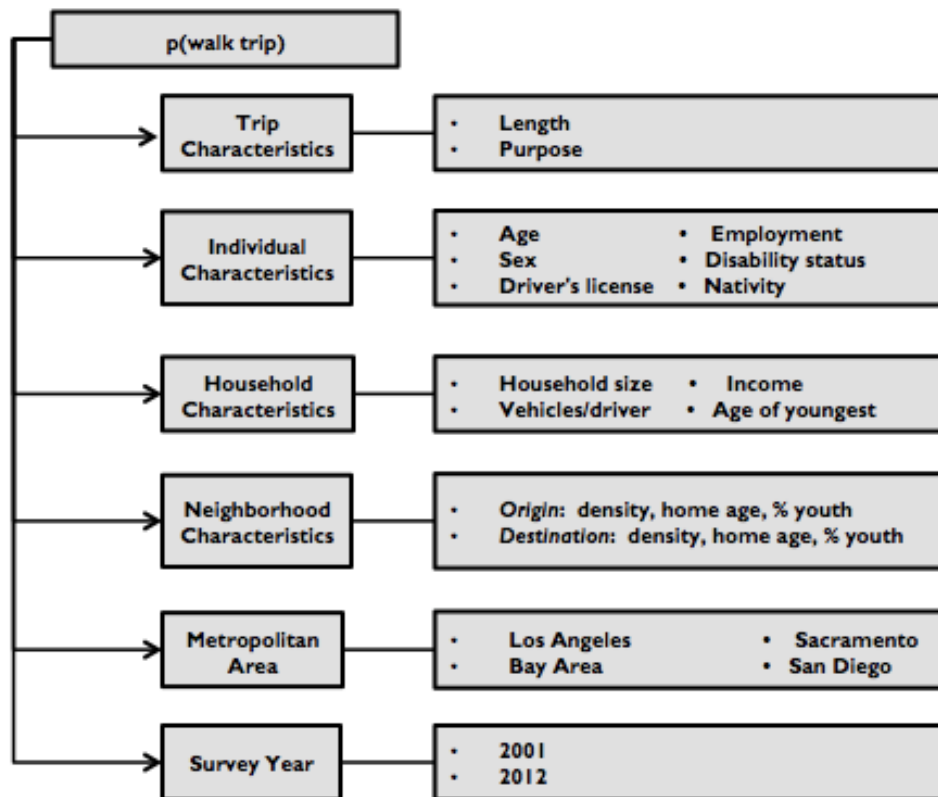 p(walk trip)
Trip
Characteristics
• Length
• Purpose
Individual
Characteristics
• Age • Employment
• Sex • Disability status
• Driver's license • Nativity
Household
Characteristics
• Household size • Income
• Vehicles/driver • Age of youngest
Neighborhood
Characteristics
• Origin: density, home age, % youth
• Destination: density, home age, % youth
Metropolitan
Area
• Los Angeles • Sacramento
• Bay Area • San Diego
Survey Year
• 2001
• 2012